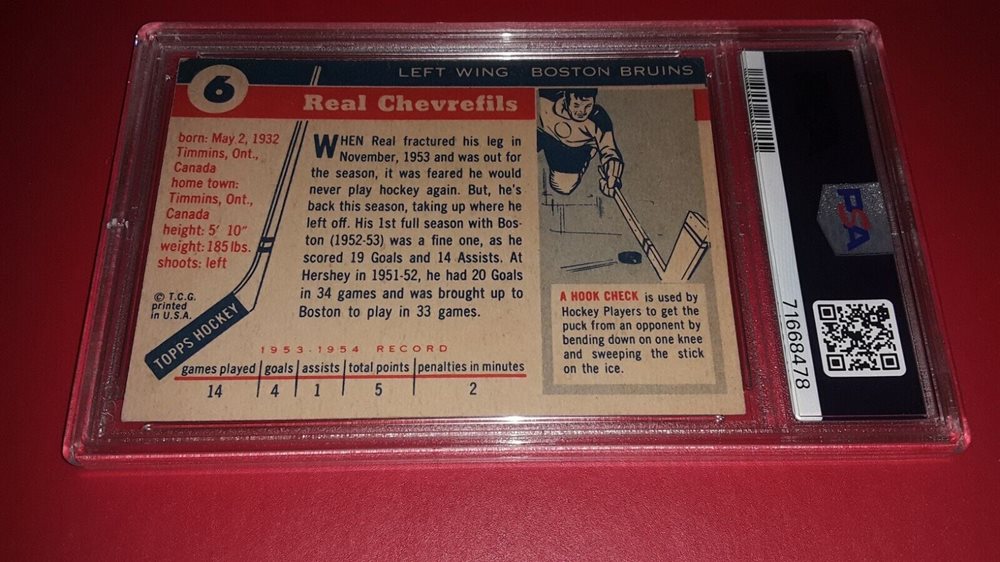 6
LEFT WING BOSTON BRUINS
Real Chevrefils
born: May 2, 1932
Timmins, Ont.,
Canada
home town:
Timmins, Ont.,
Canada
height: 5' 10"
weight: 185 lbs.
shoots: left
© T.C.G.
printed
in U.S.A.
TOPPS HOCKEY
WHEN Real fractured his leg in
November, 1953 and was out for
the season, it was feared he would
never play hockey again. But, he's
back this season, taking up where he
left off. His 1st full season with Bos-
ton (1952-53) was a fine one, as he
scored 19 Goals and 14 Assists. At
Hershey in 1951-52, he had 20 Goals
in 34 games and was brought up to
Boston to play in 33 games.
1953-1954 RECORD
games played goals assists total points penalties in minutes
14 4 1 5 2
A HOOK CHECK is used by
Hockey Players to get the
puck from an opponent by
bending down on one knee
and sweeping the stick
on the ice.
PSA
71668478